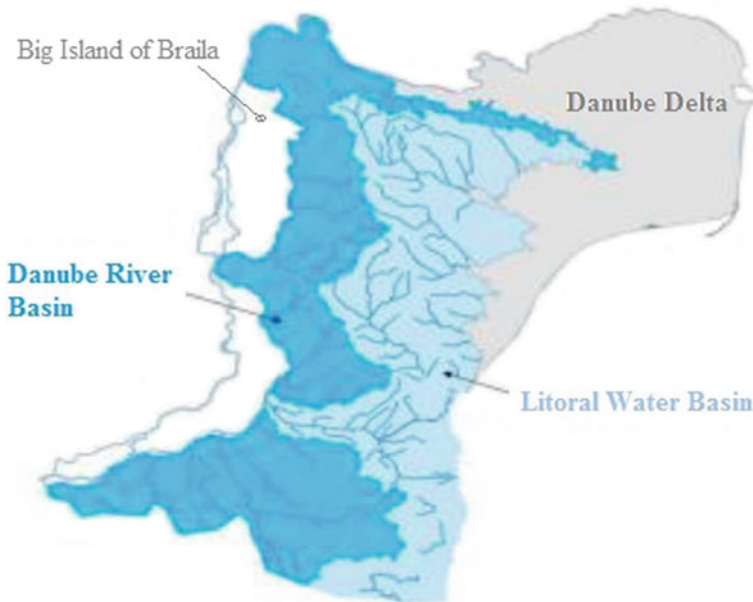 Big Island of Braila
Danube Delta
Danube River
Basin
Litoral Water Basin